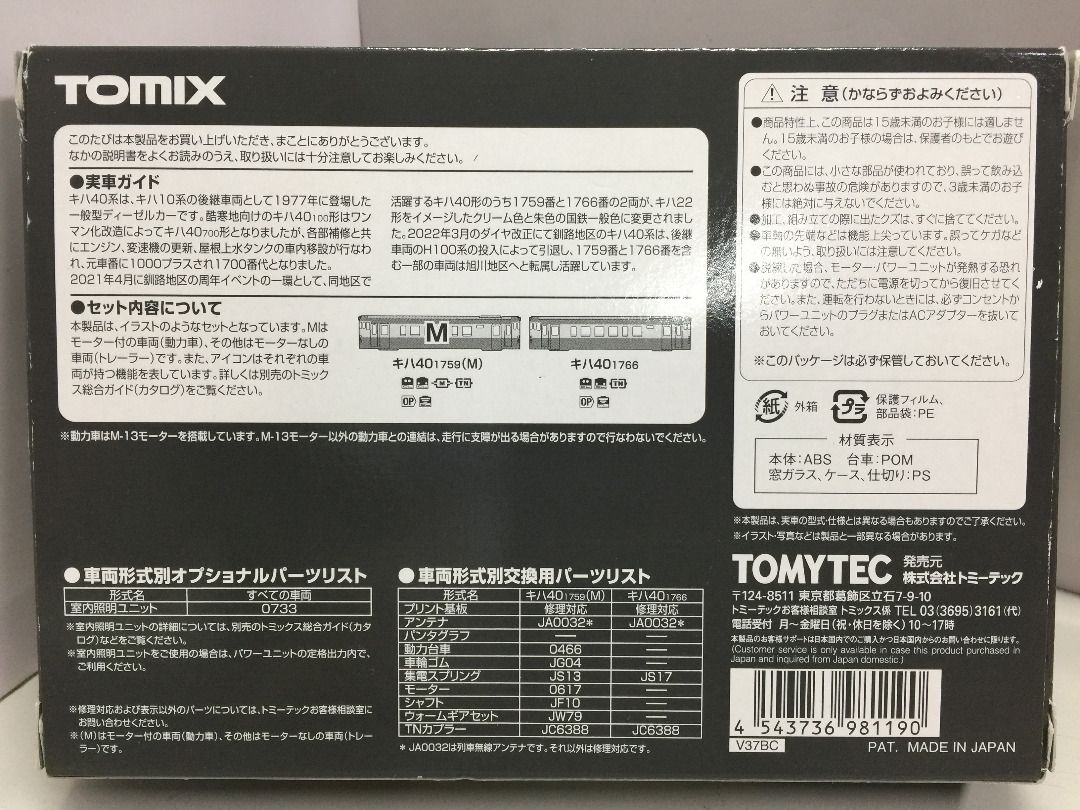 TOMIX
このたびは本製品をお買い上げいただき、まことにありがとうございます。
なかの説明書をよくお読みのうえ、取り扱いには十分注意してお楽しみください。
●実車ガイド
キハ40系は、キハ10系の後継車両として1977年に登場した
一般型ディーゼルカーです。酷寒地向けのキハ40100形はワン
マン化改造によってキハ40700形となりましたが、各部補修と共
にエンジン、変速機の更新、屋根上水タンクの車内移設が行なわ
れ、元車番に1000プラスされ1700番代となりました。
2021年4月に釧路地区の周年イベントの一環として、同地区で
活躍するキハ40形のうち1759番と1766番の2両が、キハ22
形をイメージしたクリーム色と朱色の国鉄一般色に変更されまし
た。2022年3月のダイヤ改正にて釧路地区のキハ40系は、後継
車両のH100系の投入によって引退し、1759番と1766番を含
む一部の車両は旭川地区へと転属し活躍しています。
●セット内容について
本製品は、イラストのようなセットとなっています。Mは
モーター付の車両(動力車)、その他はモーターなしの
車両(トレーラー)です。また、アイコンはそれぞれの車
両が持つ機能を表しています。詳しくは別売のトミック
ス総合ガイド(カタログ)をご覧ください。
M
キハ401759(M)
キハ401766
M TN
TN
OP
OP
※動力車はM-13モーターを搭載しています。M-13モーター以外の動力車との連結は、走行に支障が出る場合がありますので行なわないでください。
●車両形式別オプショナルパーツリスト
形式名 すべての車両
室内照明ユニット 0733
※室内照明ユニットの詳細については、別売のトミックス総合ガイド(カタ
ログ)などをご覧ください。
※室内照明ユニットをご使用の場合は、パワーユニットの定格出力内で、
ご利用ください。
※修理対応および表示以外のパーツについては、トミーテックお客様相談室に
お問い合わせください。
※(M)はモーター付の車両(動力車)、その他はモーターなしの車両(トレー
ラー)です。
●車両形式別交換用パーツリスト
形式名 キハ401759(M) キハ401766
プリント基板 修理対応 修理対応
アンテナ JA0032* JA0032*
パンタグラフ — —
動力台車 0466 —
車輪ゴム JG04 —
集電スプリング JS13 JS17
モーター 0617 —
シャフト JF10 —
ウォームギアセット JW79 —
TNカプラー JC6388 JC6388
* JA0032は列車無線アンテナです。それ以外は修理対応です。
注 意(かならずおよみください)
●商品特性上、この商品は15歳未満のお子様には適しませ
ん。15歳未満のお子様の場合は、保護者のもとでお遊び
ください。
●この商品には、小さな部品が使われており、誤って飲み込
むと思わぬ事故の危険がありますので、3歳未満のお子
様には絶対に与えないでください。
●加工、組み立ての際に出たクズは、すぐに捨ててください。
●車軸の先端などは機能上尖っています。誤ってケガなど
の無いよう、取り扱いには注意してください。
●脱線した場合、モーター・パワーユニットが発熱する恐れ
がありますので、ただちに電源を切ってから復旧させてく
ださい。また、運転を行わないときには、必ずコンセントか
らパワーユニットのプラグまたはACアダプターを抜いて
おいてください。
※このパッケージは必ず保管しておいてください。
紙 外箱 プラ 保護フィルム、
部品袋:PE
材質表示
本体:ABS 台車:POM
窓ガラス、ケース、仕切り:PS
※本製品は、実車の型式・仕様とは異なる場合もありますのでご了承ください。
※イラスト・写真などは製品と一部異なる場合があります。
TOMYTEC 発売元
株式会社トミーテック
〒124-8511 東京都葛飾区立石7-9-10
トミーテックお客様相談室 トミックス係 TEL 03(3695)3161(代)
電話受付 月〜金曜日(祝・休日を除く)10〜17時
本製品のお客様サポートは日本国内でのご購入かつ日本国内からのお問い合わせに限ります。
(Customer service is only available in case this product purchased in
Japan and inquired from Japan domestic.)
4 543736 981190
V37BC
PAT. MADE IN JAPAN